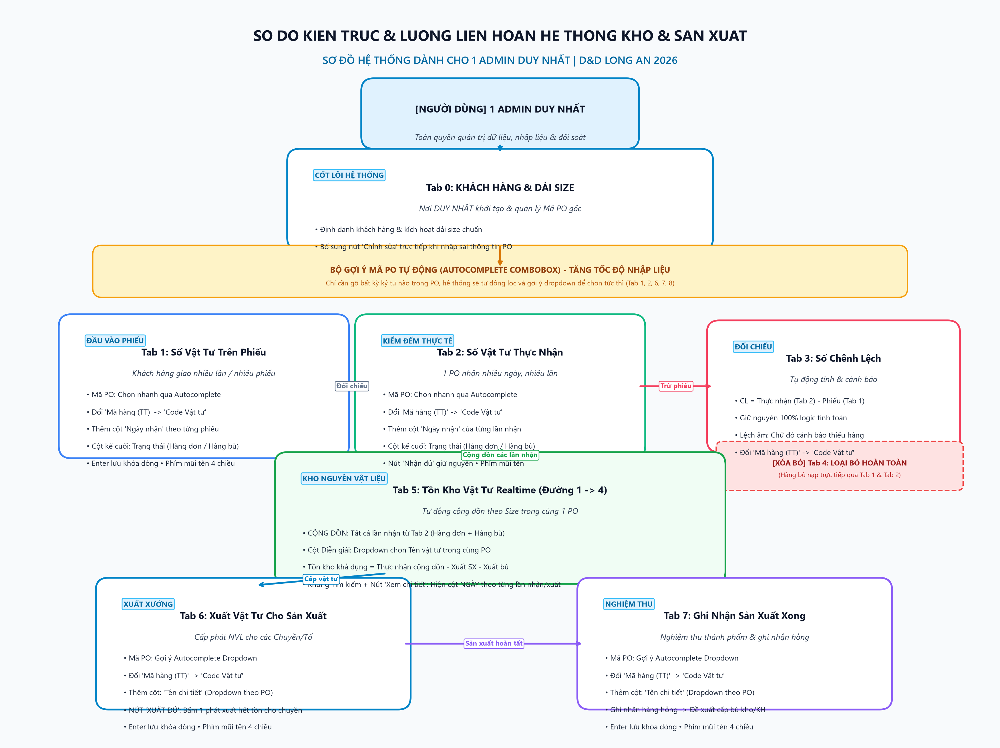 SO DO KIEN TRUC & LUONG LIEN HOAN HE THONG KHO & SAN XUAT
SƠ ĐỒ HỆ THỐNG DÀNH CHO 1 ADMIN DUY NHẤT | D&D LONG AN 2026
[NGƯỜI DÙNG] 1 ADMIN DUY NHẤT
Toàn quyền quản trị dữ liệu, nhập liệu & đối soát
CỐT LÕI HỆ THỐNG
Tab 0: KHÁCH HÀNG & DẢI SIZE
Nơi DUY NHẤT khởi tạo & quản lý Mã PO gốc
• Định danh khách hàng & kích hoạt dải size chuẩn
• Bổ sung nút 'Chỉnh sửa' trực tiếp khi nhập sai thông tin PO
BỘ GỢI Ý MÃ PO TỰ ĐỘNG (AUTOCOMPLETE COMBOBOX) - TĂNG TỐC ĐỘ NHẬP LIỆU
Chỉ cần gõ bất kỳ ký tự nào trong PO, hệ thống sẽ tự động lọc và gợi ý dropdown để chọn tức thì (Tab 1, 2, 6, 7, 8)
ĐẦU VÀO PHIẾU
Tab 1: Số Vật Tư Trên Phiếu
Khách hàng giao nhiều lần / nhiều phiếu
• Mã PO: Chọn nhanh qua Autocomplete
• Đổi 'Mã hàng (TT)' -> 'Code Vật tư'
• Thêm cột 'Ngày nhận' theo từng phiếu
• Cột kế cuối: Trạng thái (Hàng đơn / Hàng bù)
• Enter lưu khóa dòng • Phím mũi tên 4 chiều
Đối chiếu
KIỂM ĐẾM THỰC TẾ
Tab 2: Số Vật Tư Thực Nhận
1 PO nhận nhiều ngày, nhiều lần
• Mã PO: Chọn nhanh qua Autocomplete
• Đổi 'Mã hàng (TT)' -> 'Code Vật tư'
• Thêm cột 'Ngày nhận' của từng lần nhận
• Cột kế cuối: Trạng thái (Hàng đơn / Hàng bù)
• Nút 'Nhận đủ' giữ nguyên • Phím mũi tên
Trừ phiếu
ĐỐI CHIẾU
Tab 3: Số Chênh Lệch
Tự động tính & cảnh báo
• CL = Thực nhận (Tab 2) - Phiếu (Tab 1)
• Giữ nguyên 100% logic tính toán
• Lệch âm: Chữ đỏ cảnh báo thiếu hàng
• Đổi 'Mã hàng (TT)' -> 'Code Vật tư'
[XÓA BỎ] Tab 4: LOẠI BỎ HOÀN TOÀN
(Hàng bù nạp trực tiếp qua Tab 1 & Tab 2)
Cộng dồn các lần nhận
KHO NGUYÊN VẬT LIỆU
Tab 5: Tồn Kho Vật Tư Realtime (Đường 1 -> 4)
Tự động cộng dồn theo Size trong cùng 1 PO
• CỘNG DỒN: Tất cả lần nhận từ Tab 2 (Hàng đơn + Hàng bù)
• Cột Diễn giải: Dropdown chọn Tên vật tư trong cùng PO
• Tồn kho khả dụng = Thực nhận cộng dồn - Xuất SX - Xuất bù
• Khung Tìm kiếm + Nút 'Xem chi tiết': Hiện cột NGÀY theo từng lần nhận/xuất
Cấp vật tư
XUẤT XƯỞNG
Tab 6: Xuất Vật Tư Cho Sản Xuất
Cấp phát NVL cho các Chuyền/Tổ
• Mã PO: Gợi ý Autocomplete Dropdown
• Đổi 'Mã hàng (TT)' -> 'Code Vật tư'
• Thêm cột: 'Tên chi tiết' (Dropdown theo PO)
• NÚT 'XUẤT ĐỦ': Bấm 1 phát xuất hết tồn cho chuyền
• Enter lưu khóa dòng • Phím mũi tên 4 chiều
Sản xuất hoàn tất
NGHIỆM THU
Tab 7: Ghi Nhận Sản Xuất Xong
Nghiệm thu thành phẩm & ghi nhận hỏng
• Mã PO: Gợi ý Autocomplete Dropdown
• Đổi 'Mã hàng (TT)' -> 'Code Vật tư'
• Thêm cột: 'Tên chi tiết' (Dropdown theo PO)
• Ghi nhận hàng hỏng -> Đề xuất cấp bù kho/KH
• Enter lưu khóa dòng • Phím mũi tên 4 chiều